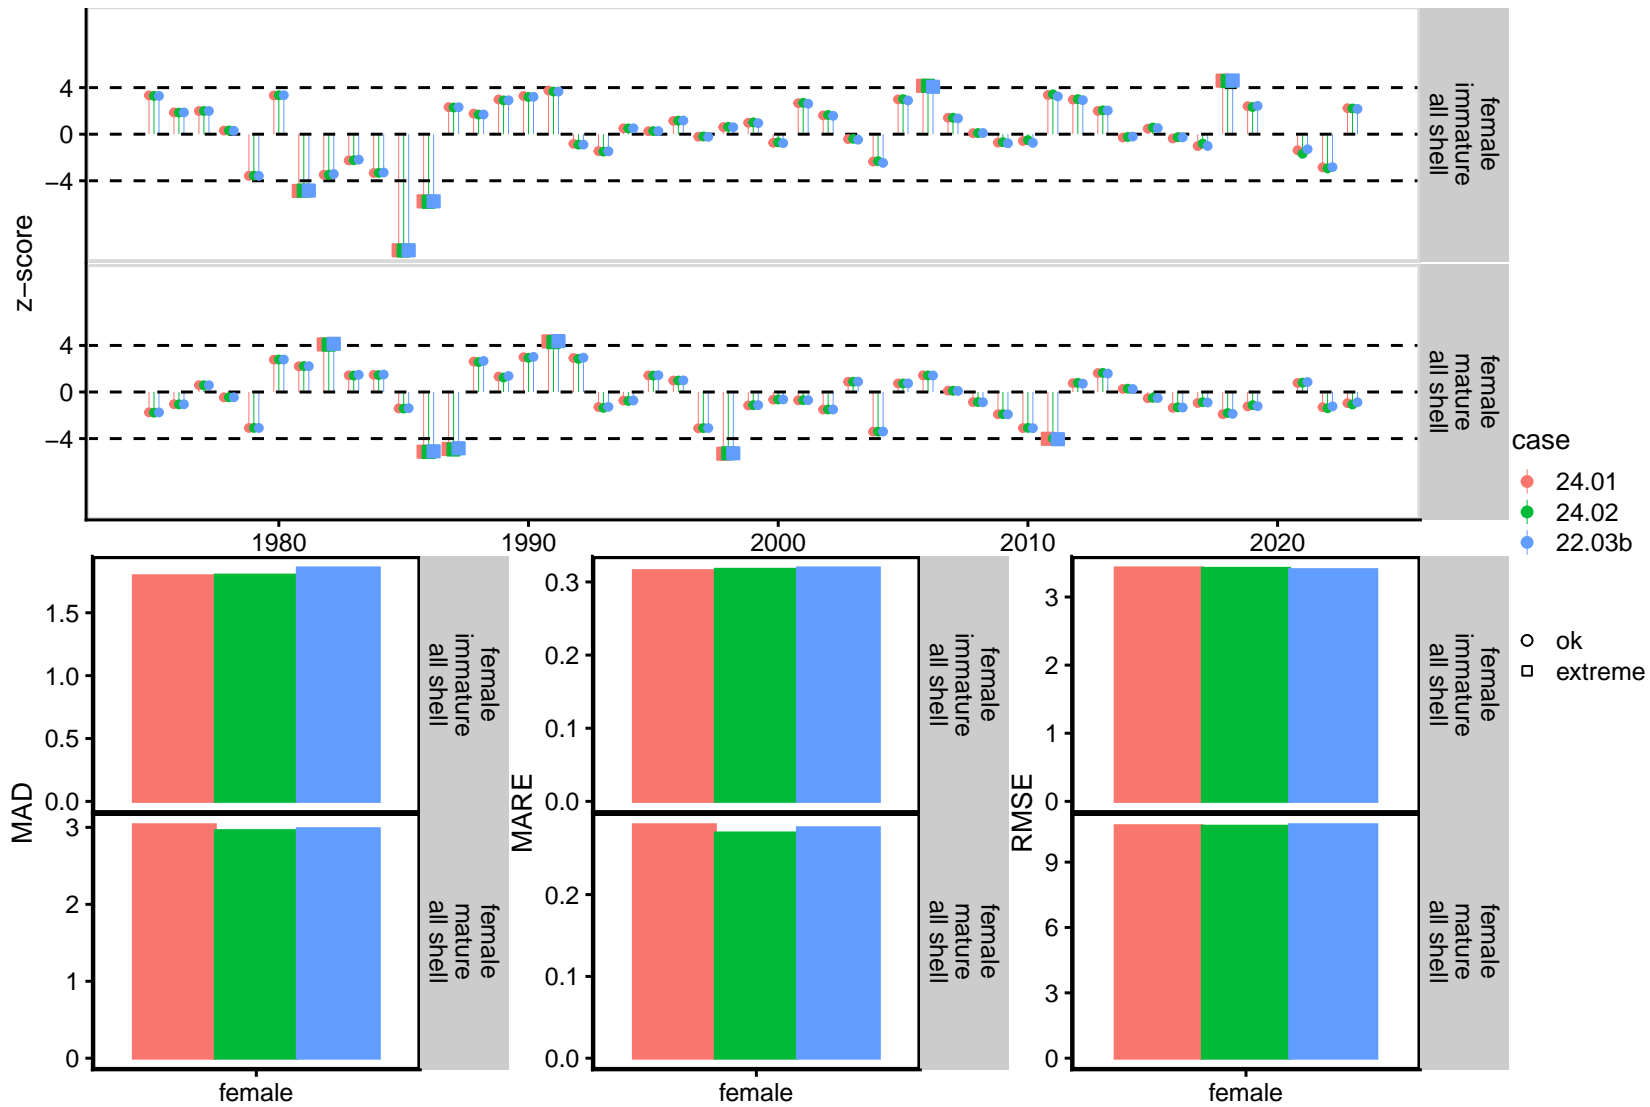 z−score
4
0
−4
female
immature
all shell
4
0
−4
female
mature
all shell
1980
1990
2000
2010
2020
case
24.01
24.02
22.03b
ok
extreme
MAD
1.5
1.0
0.5
0.0
female
immature
all shell
3
2
1
0
female
mature
all shell
female
MARE
0.3
0.2
0.1
0.0
female
immature
all shell
0.2
0.1
0.0
female
mature
all shell
female
RMSE
3
2
1
0
female
immature
all shell
9
6
3
0
female
mature
all shell
female